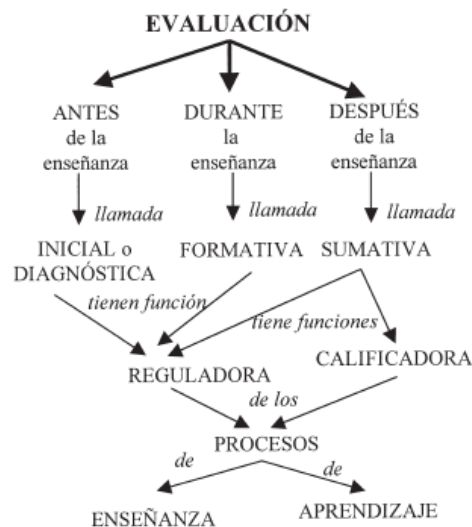 EVALUACIÓN
ANTES
de la
enseñanza
DURANTE
la
enseñanza
DESPUÉS
de la
enseñanza
llamada
llamada
llamada
INICIAL o
DIAGNÓSTICA
FORMATIVA
SUMATIVA
tienen función
tiene funciones
REGULADORA
CALIFICADORA
de los
PROCESOS
de
de
ENSEÑANZA
APRENDIZAJE